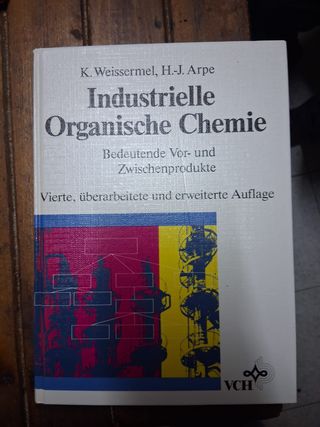 K. Weissermel, H.-J. Arpe
Industrielle
Organische Chemie
Bedeutende Vor- und
Zwischenprodukte
Vierte, überarbeitete und erweiterte Auflage
VCH